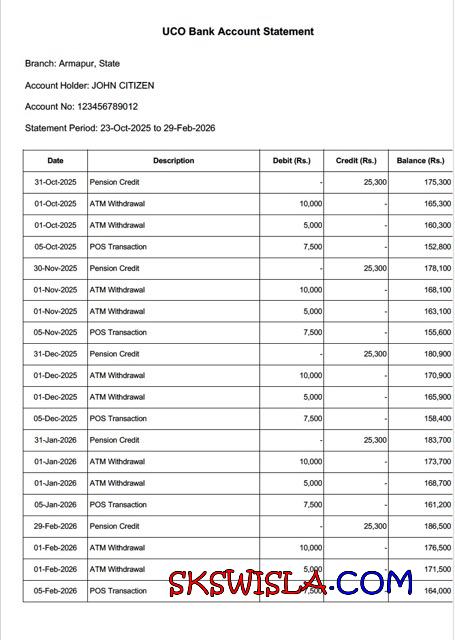 UCO Bank Account Statement
Branch: Armapur, State
Account Holder: JOHN CITIZEN
Account No: 123456789012
Statement Period: 23-Oct-2025 to 29-Feb-2026
Date Description Debit (Rs.) Credit (Rs.) Balance (Rs.)
31-Oct-2025 Pension Credit - 25,300 175,300
01-Oct-2025 ATM Withdrawal 10,000 - 165,300
01-Oct-2025 ATM Withdrawal 5,000 - 160,300
05-Oct-2025 POS Transaction 7,500 - 152,800
30-Nov-2025 Pension Credit - 25,300 178,100
01-Nov-2025 ATM Withdrawal 10,000 - 168,100
01-Nov-2025 ATM Withdrawal 5,000 - 163,100
05-Nov-2025 POS Transaction 7,500 - 155,600
31-Dec-2025 Pension Credit - 25,300 180,900
01-Dec-2025 ATM Withdrawal 10,000 - 170,900
01-Dec-2025 ATM Withdrawal 5,000 - 165,900
05-Dec-2025 POS Transaction 7,500 - 158,400
31-Jan-2026 Pension Credit - 25,300 183,700
01-Jan-2026 ATM Withdrawal 10,000 - 173,700
01-Jan-2026 ATM Withdrawal 5,000 - 168,700
05-Jan-2026 POS Transaction 7,500 - 161,200
29-Feb-2026 Pension Credit - 25,300 186,500
01-Feb-2026 ATM Withdrawal 10,000 - 176,500
01-Feb-2026 ATM Withdrawal 5,000 - 171,500
05-Feb-2026 POS Transaction 7,500 - 164,000
SKSWISLA.COM